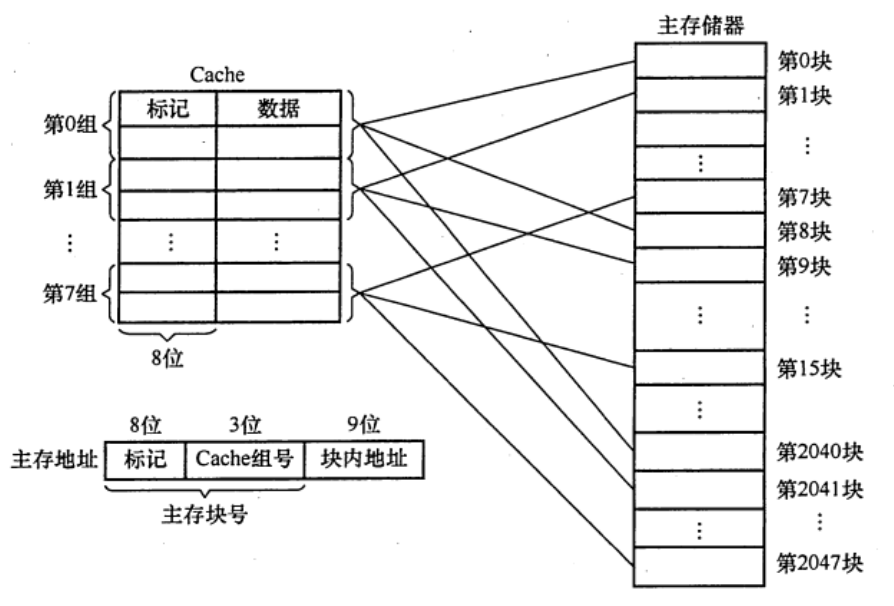 主存储器
Cache
标记 数据
第0组
第1组
⋮ ⋮ ⋮
第7组
8位
8位 3位 9位
主存地址 标记 Cache组号 块内地址
主存块号
第0块
第1块
⋮
⋮
第7块
第8块
第9块
⋮ ⋮
第15块
⋮
第2040块
第2041块
⋮ ⋮
第2047块